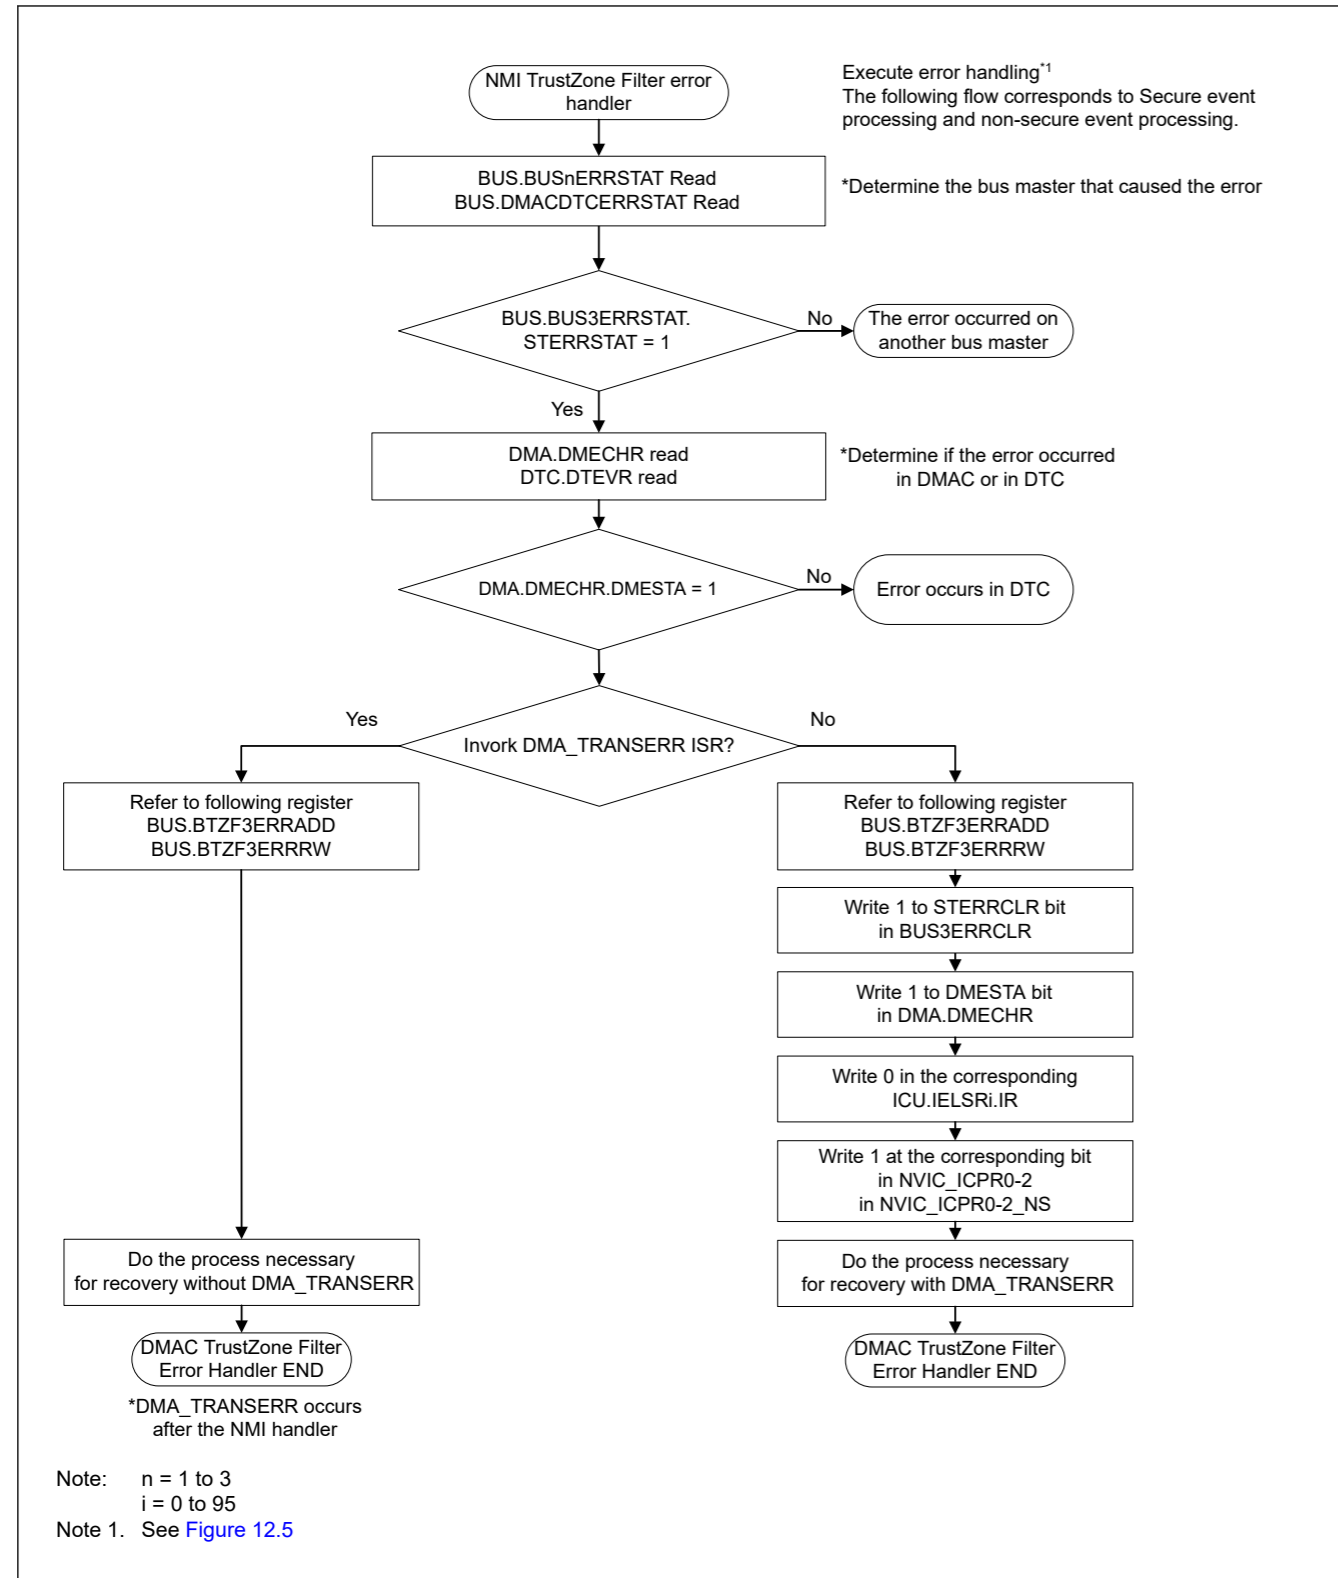 NMI TrustZone Filter error
handler
Execute error handling*1
The following flow corresponds to Secure event
processing and non-secure event processing.
BUS.BUSnERRSTAT Read
BUS.DMACDTCERRSTAT Read
*Determine the bus master that caused the error
BUS.BUS3ERRSTAT.
STERRSTAT = 1
No
The error occurred on
another bus master
Yes
DMA.DMECHR read
DTC.DTEVR read
*Determine if the error occurred
in DMAC or in DTC
DMA.DMECHR.DMESTA = 1
No
Error occurs in DTC
Yes
Invork DMA_TRANSERR ISR?
No
Refer to following register
BUS.BTZF3ERRADD
BUS.BTZF3ERRRW
Refer to following register
BUS.BTZF3ERRADD
BUS.BTZF3ERRRW
Write 1 to STERRCLR bit
in BUS3ERRCLR
Write 1 to DMESTA bit
in DMA.DMECHR
Write 0 in the corresponding
ICU.IELSRi.IR
Write 1 at the corresponding bit
in NVIC_ICPR0-2
in NVIC_ICPR0-2_NS
Do the process necessary
for recovery without DMA_TRANSERR
Do the process necessary
for recovery with DMA_TRANSERR
DMAC TrustZone Filter
Error Handler END
DMAC TrustZone Filter
Error Handler END
*DMA_TRANSERR occurs
after the NMI handler
Note: n = 1 to 3
i = 0 to 95
Note 1. See Figure 12.5